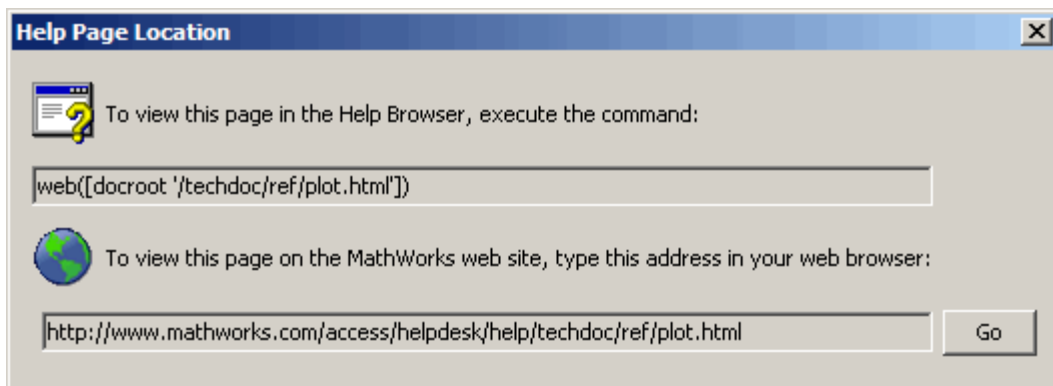 Help Page Location
To view this page in the Help Browser, execute the command:
web([docroot '/techdoc/ref/plot.html'])
To view this page on the MathWorks web site, type this address in your web browser:
http://www.mathworks.com/access/helpdesk/help/techdoc/ref/plot.html
Go